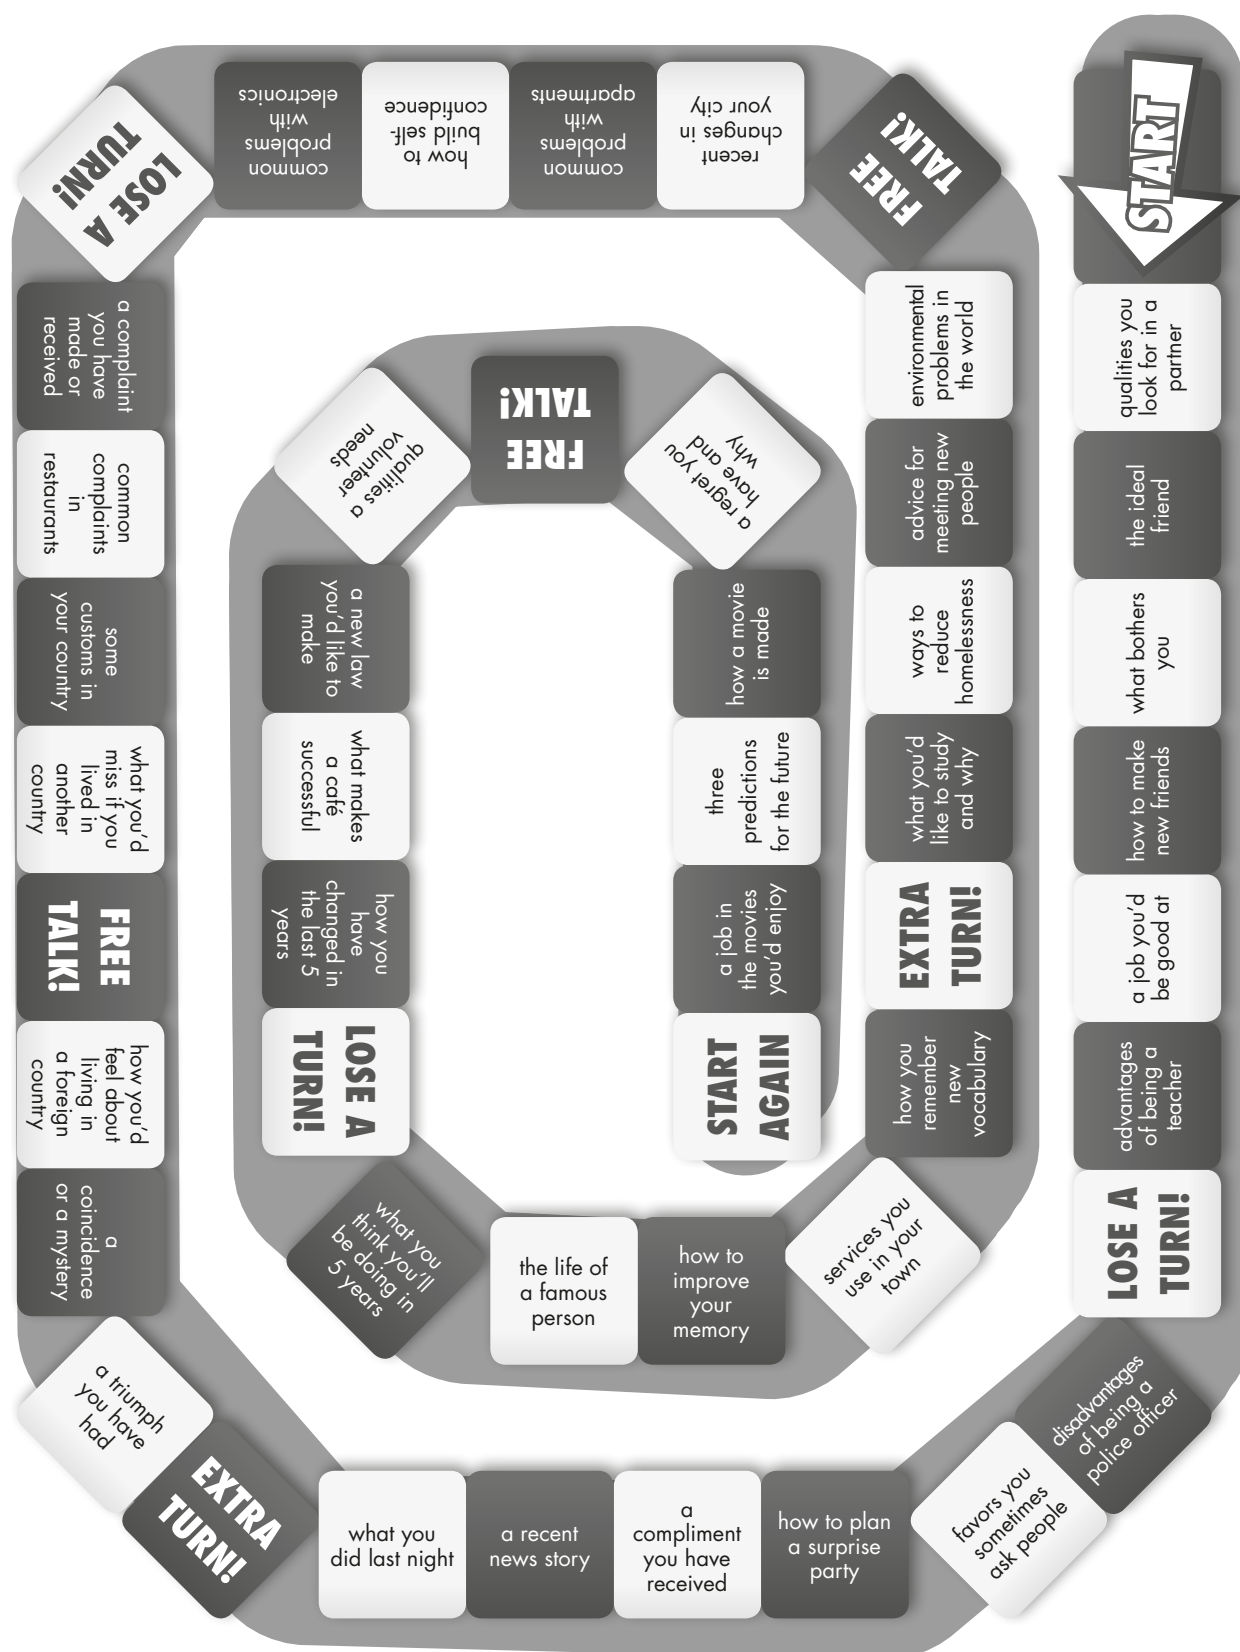 START
qualities you
look for in a
partner
the ideal
friend
what bothers
you
how to make
new friends
a job you’d
be good at
advantages
of being a
teacher
LOSE A
TURN!
disadvantages
of being a
police officer
favors you
sometimes
ask people
how to plan
a surprise
party
a
compliment
you have
received
a recent
news story
what you
did last night
EXTRA
TURN!
a triumph
you have
had
a
coincidence
or a mystery
how you’d
feel about
living in
a foreign
country
FREE
TALK!
what you’d
miss if you
lived in
another
country
some
customs in
your country
common
complaints
in
restaurants
a complaint
you have
made or
received
LOSE A
TURN!
common
problems
with
electronics
how to
build self-
confidence
common
problems
with
apartments
recent
changes in
your city
FREE
TALK!
environmental
problems in
the world
advice for
meeting new
people
ways to
reduce
homelessness
what you’d
like to study
and why
EXTRA
TURN!
how you
remember
new
vocabulary
services you
use in your
town
how to
improve
your
memory
the life of
a famous
person
what you
think you’ll
be doing in
5 years
LOSE A
TURN!
how you
have
changed in
the last 5
years
what makes
a café
successful
a new law
you’d like to
make
qualities a
volunteer
needs
FREE
TALK!
a regret you
have and
why
how a movie
is made
three
predictions
for the future
a job in
the movies
you’d enjoy
START
AGAIN